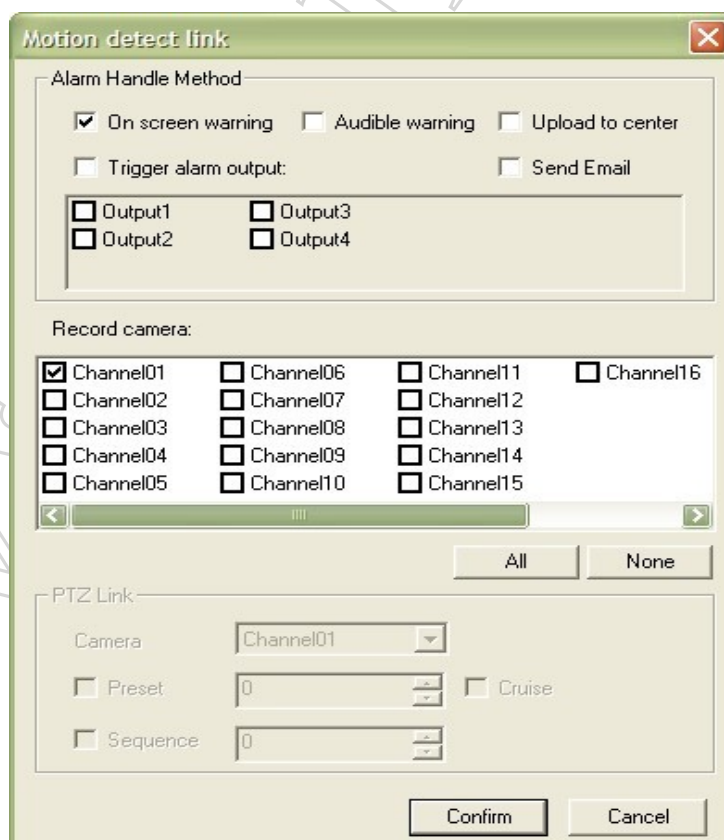 Motion detect link
Alarm Handle Method
On screen warning Audible warning Upload to center
Trigger alarm output: Send Email
Output1 Output3
Output2 Output4
Record camera:
Channel01 Channel06 Channel11 Channel16
Channel02 Channel07 Channel12
Channel03 Channel08 Channel13
Channel04 Channel09 Channel14
Channel05 Channel10 Channel15
All None
PTZ Link
Camera Channel01
Preset 0 Cruise
Sequence 0
Confirm Cancel